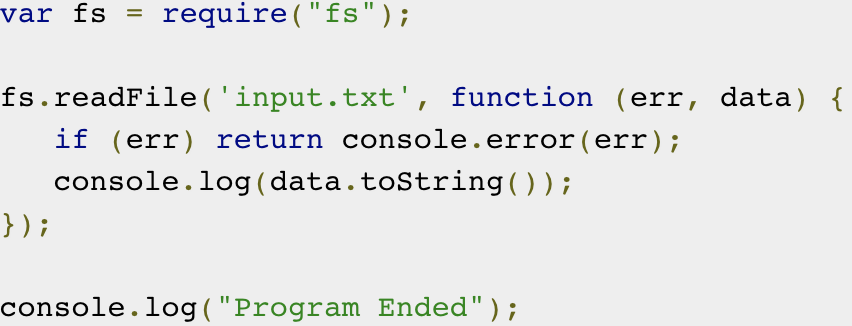 var fs = require("fs");
fs.readFile('input.txt', function (err, data) {
if (err) return console.error(err);
console.log(data.toString());
});
console.log("Program Ended");